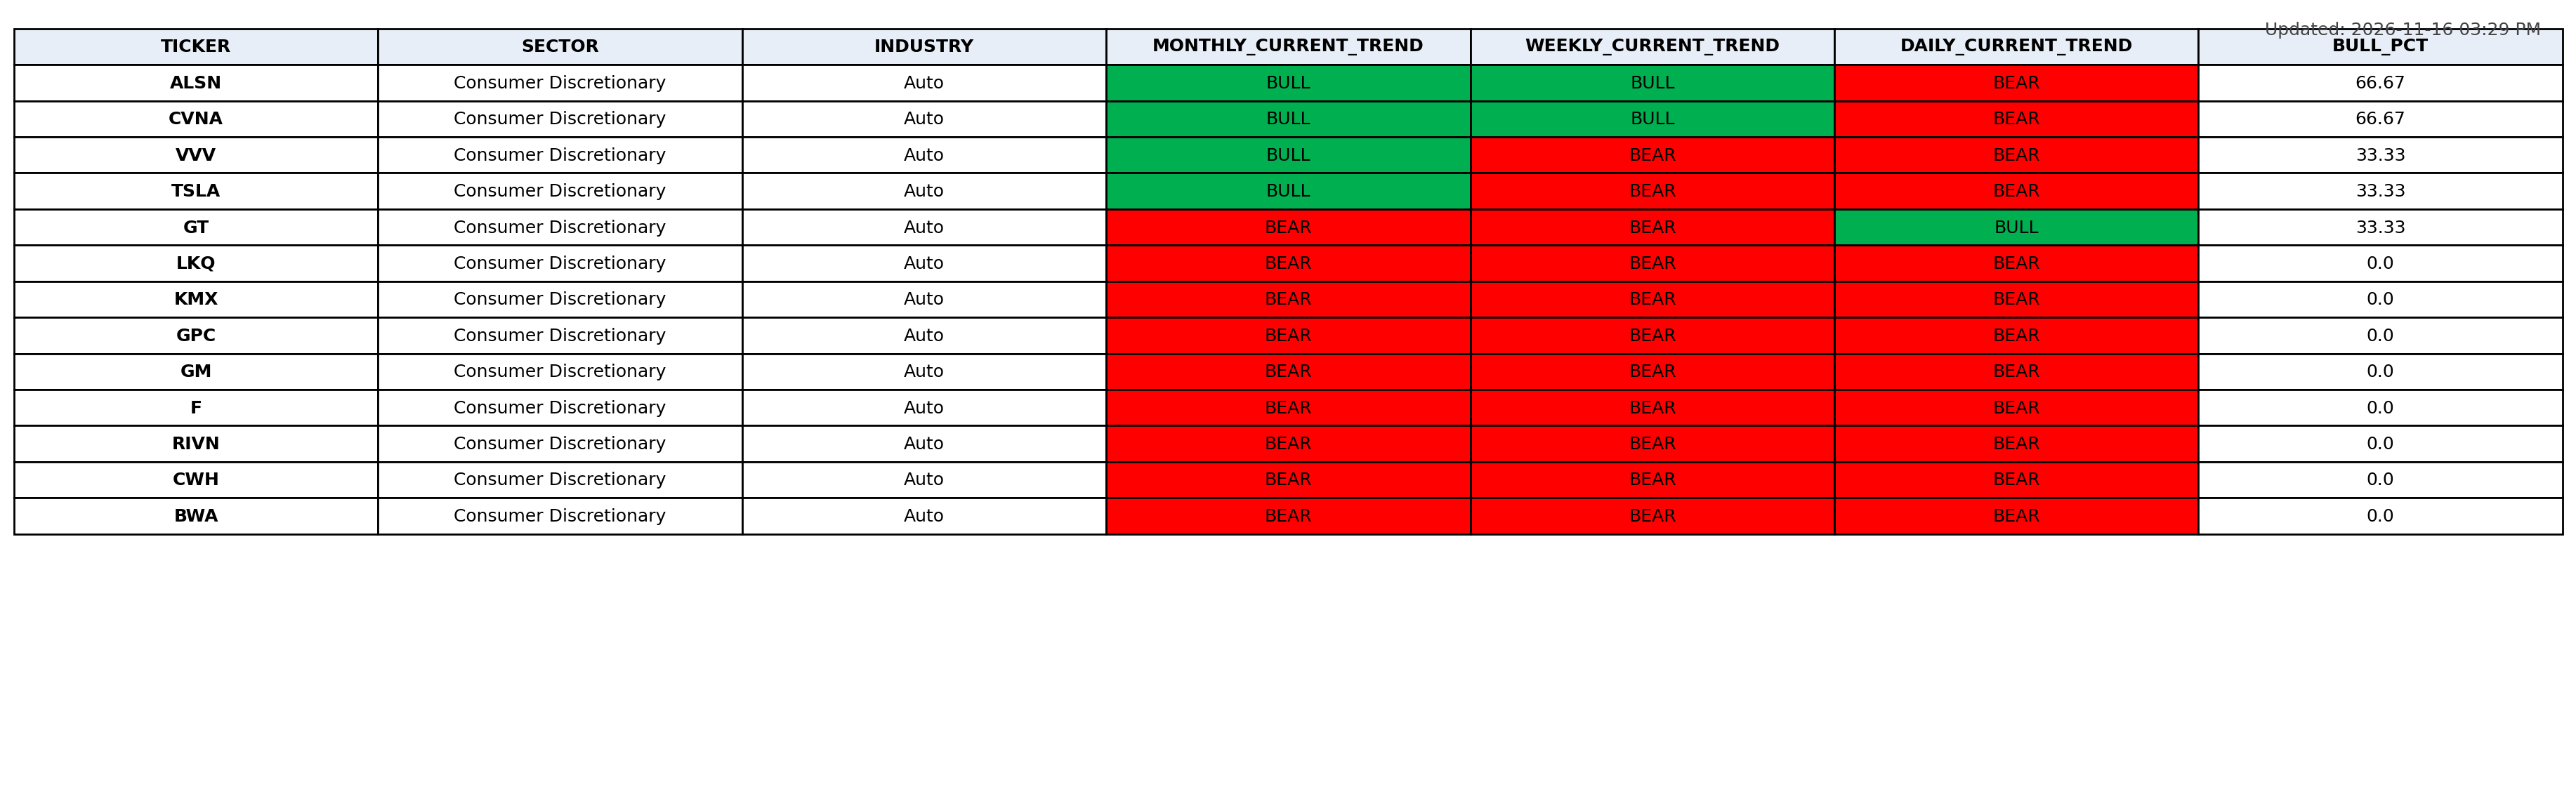 Updated: 2026-11-16 03:29 PM
TICKER SECTOR INDUSTRY MONTHLY_CURRENT_TREND WEEKLY_CURRENT_TREND DAILY_CURRENT_TREND BULL_PCT
ALSN Consumer Discretionary Auto BULL BULL BEAR 66.67
CVNA Consumer Discretionary Auto BULL BULL BEAR 66.67
VVV Consumer Discretionary Auto BULL BEAR BEAR 33.33
TSLA Consumer Discretionary Auto BULL BEAR BEAR 33.33
GT Consumer Discretionary Auto BEAR BEAR BULL 33.33
LKQ Consumer Discretionary Auto BEAR BEAR BEAR 0.0
KMX Consumer Discretionary Auto BEAR BEAR BEAR 0.0
GPC Consumer Discretionary Auto BEAR BEAR BEAR 0.0
GM Consumer Discretionary Auto BEAR BEAR BEAR 0.0
F Consumer Discretionary Auto BEAR BEAR BEAR 0.0
RIVN Consumer Discretionary Auto BEAR BEAR BEAR 0.0
CWH Consumer Discretionary Auto BEAR BEAR BEAR 0.0
BWA Consumer Discretionary Auto BEAR BEAR BEAR 0.0